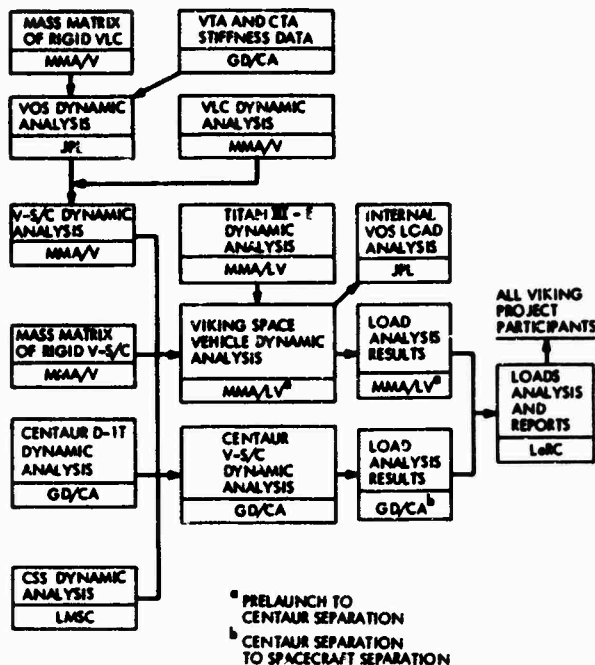 MASS MATRIX
OF RIGID VLC
MMA/V
VTA AND CTA
STIFFNESS DATA
GD/CA
VOS DYNAMIC
ANALYSIS
JPL
VLC DYNAMIC
ANALYSIS
MMA/V
V-S/C DYNAMIC
ANALYSIS
MMA/V
TITAN III - E
DYNAMIC
ANALYSIS
MMA/LV
INTERNAL
VOS LOAD
ANALYSIS
JPL
MASS MATRIX
OF RIGID V-S/C
MMA/V
VIKING SPACE
VEHICLE DYNAMIC
ANALYSIS
MMA/LV a
LOAD
ANALYSIS
RESULTS
MMA/LV a
ALL VIKING
PROJECT
PARTICIPANTS
LOADS
ANALYSIS
AND
REPORTS
LaRC
CENTAUR D-1T
DYNAMIC
ANALYSIS
GD/CA
CENTAUR
V-S/C
DYNAMIC
ANALYSIS
GD/CA
LOAD
ANALYSIS
RESULTS
GD/CA b
CSS DYNAMIC
ANALYSIS
LMSC
a PRELAUNCH TO
CENTAUR SEPARATION
b CENTAUR SEPARATION
TO SPACECRAFT SEPARATION